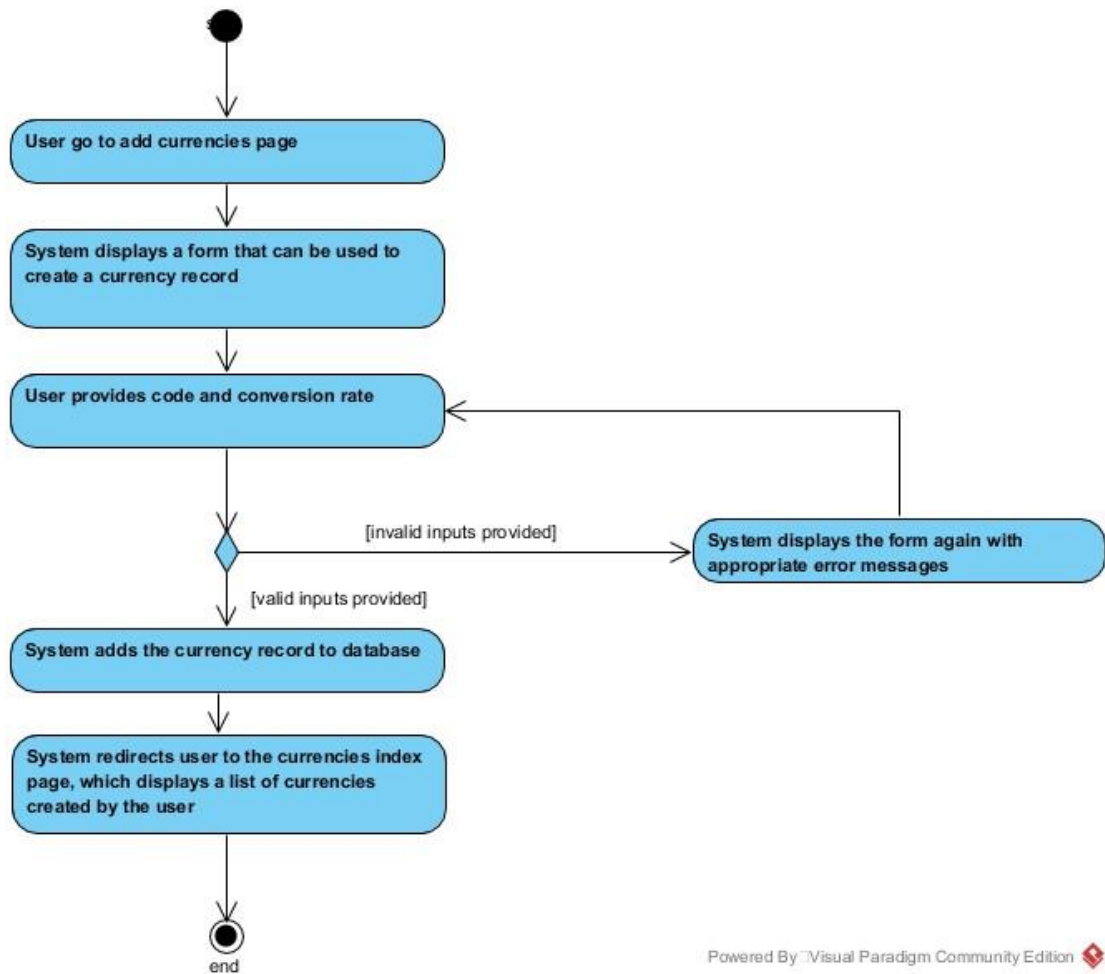 User go to add currencies page
System displays a form that can be used to
create a currency record
User provides code and conversion rate
[invalid inputs provided]
System displays the form again with
appropriate error messages
[valid inputs provided]
System adds the currency record to database
System redirects user to the currencies index
page, which displays a list of currencies
created by the user
end
Powered By Visual Paradigm Community Edition